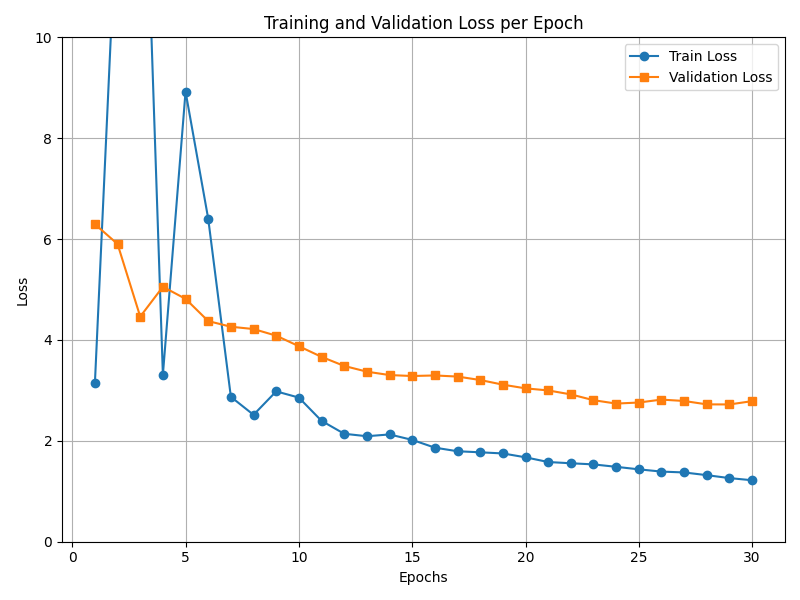 Training and Validation Loss per Epoch
Train Loss
Validation Loss
Loss
10
8
6
4
2
0
0 5 10 15 20 25 30
Epochs